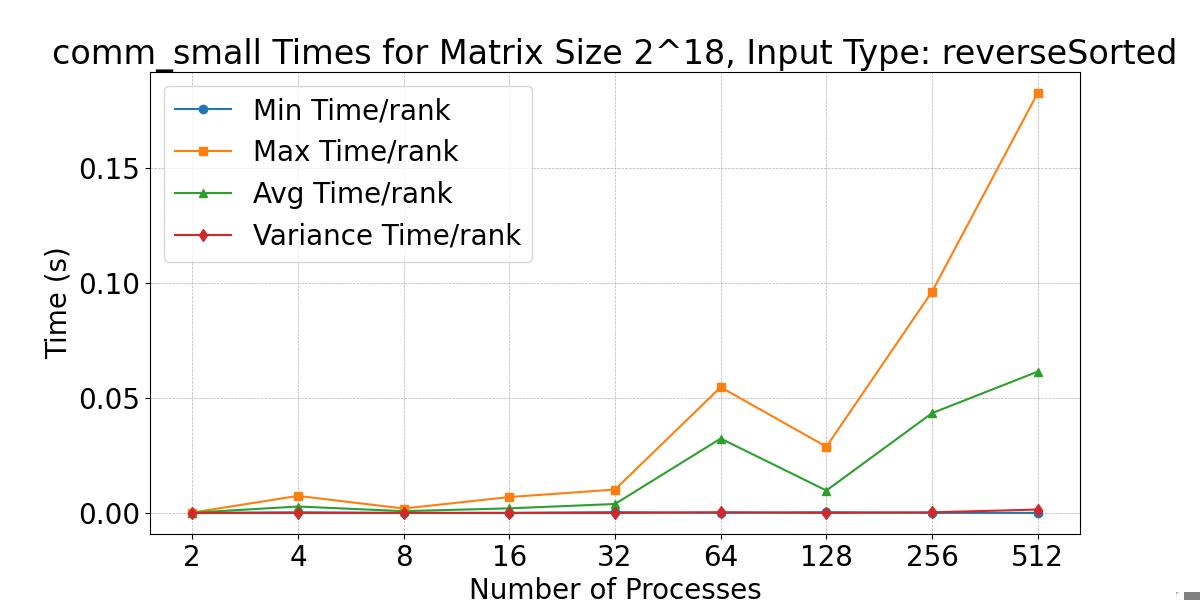 comm_small Times for Matrix Size 2^18, Input Type: reverseSorted
Min Time/rank
Max Time/rank
Avg Time/rank
Variance Time/rank
Time (s)
0.15
0.10
0.05
0.00
2 4 8 16 32 64 128 256 512
Number of Processes